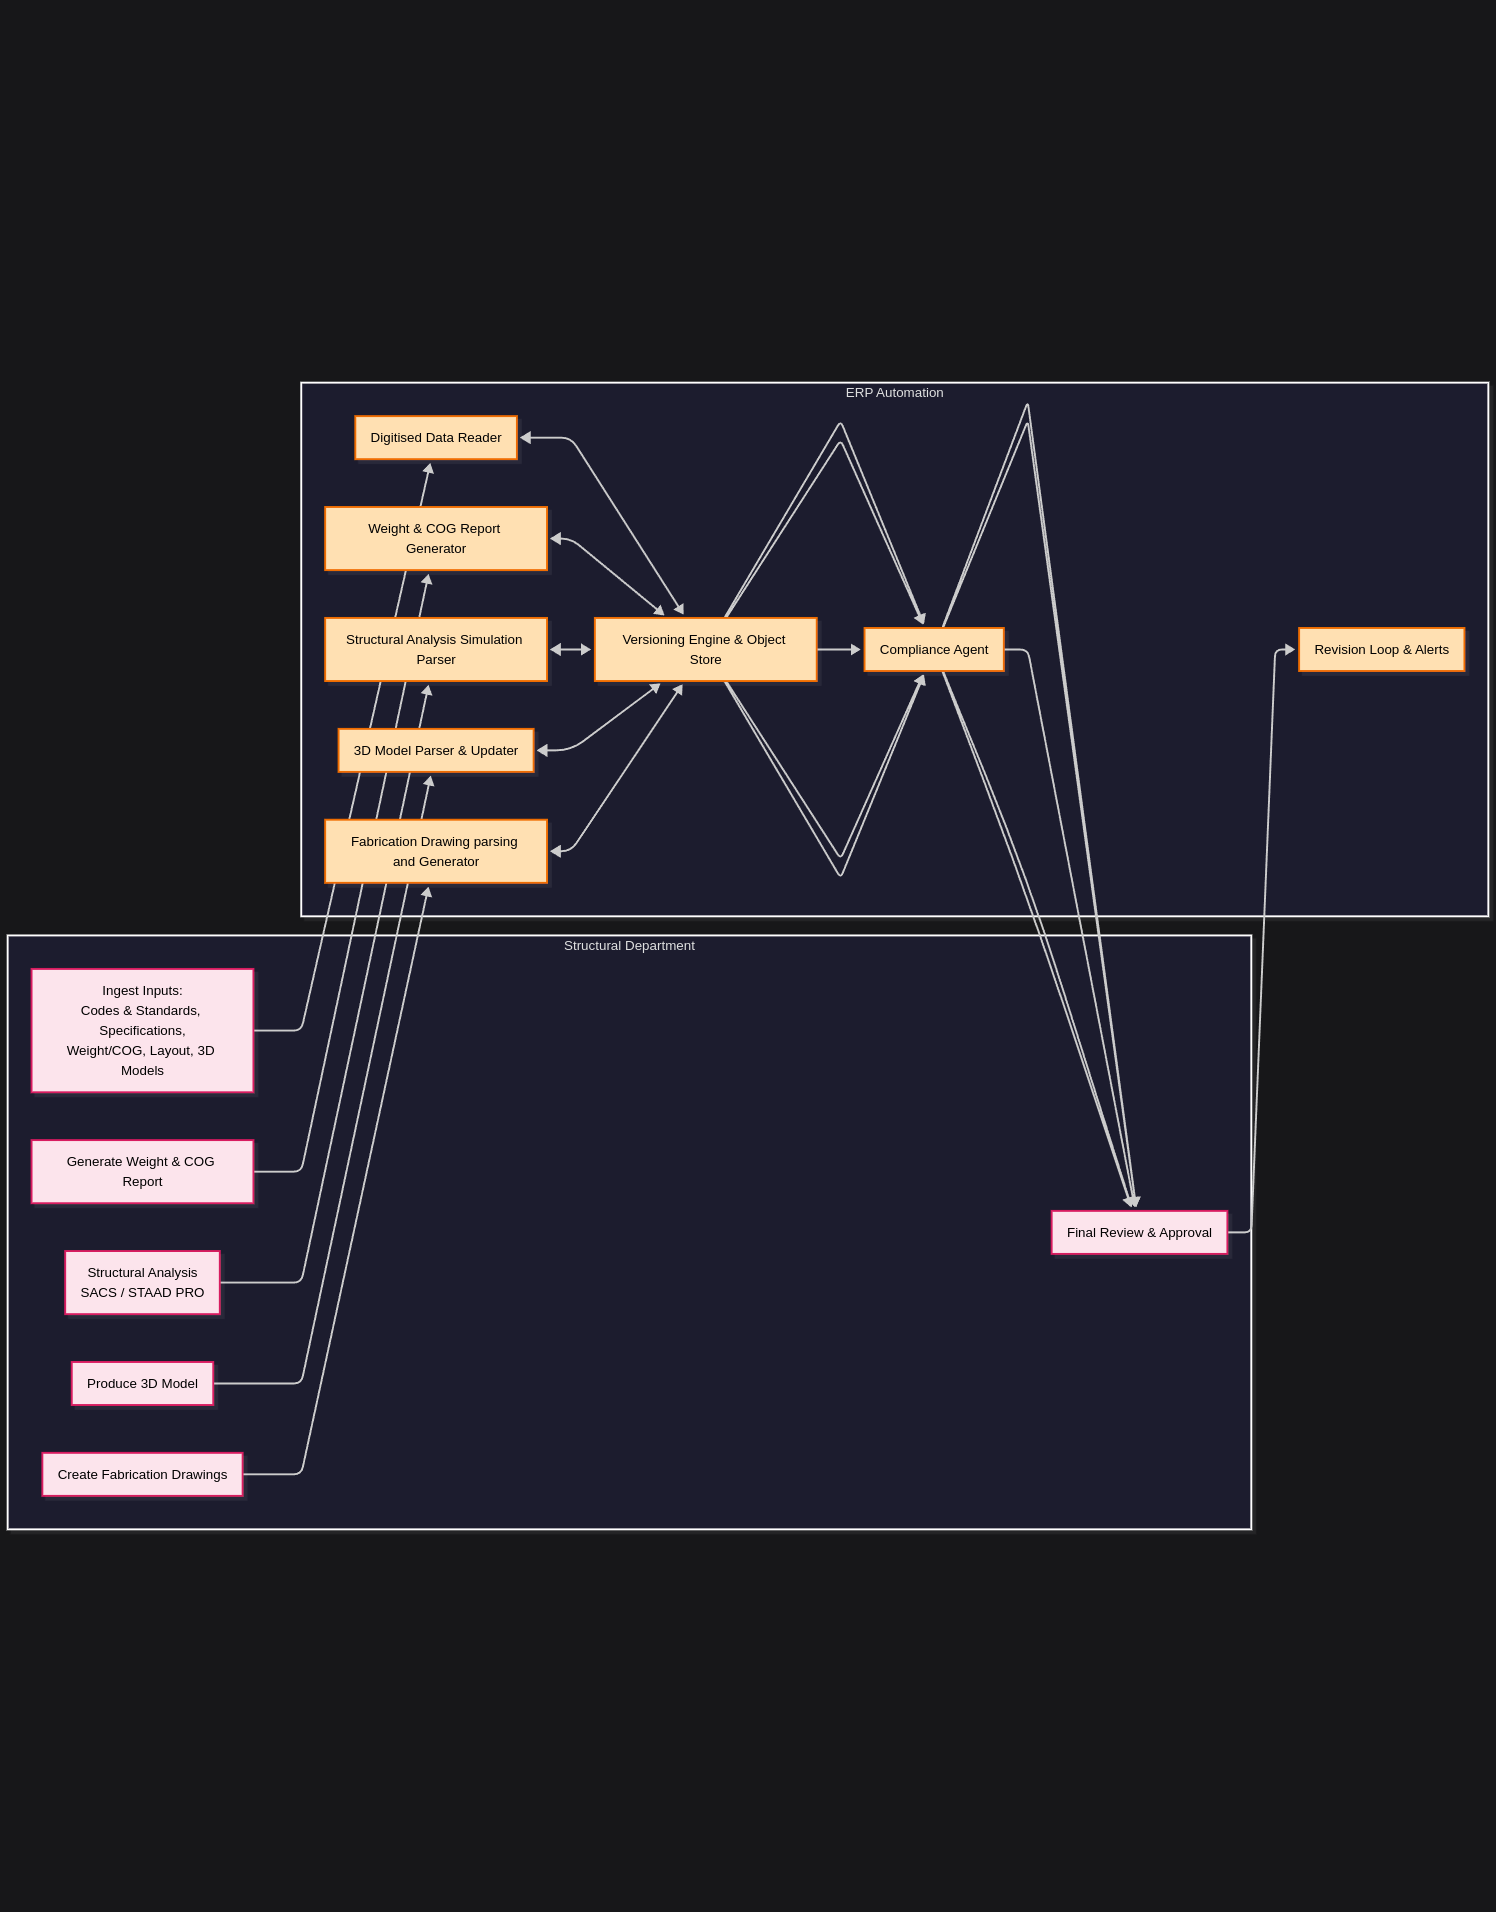 ERP Automation
Digitised Data Reader
Weight & COG Report
Generator
Structural Analysis Simulation
Parser
3D Model Parser & Updater
Fabrication Drawing parsing
and Generator
Versioning Engine & Object
Store
Compliance Agent
Revision Loop & Alerts
Structural Department
Ingest Inputs:
Codes & Standards,
Specifications,
Weight/COG, Layout, 3D
Models
Generate Weight & COG
Report
Structural Analysis
SACS / STAAD PRO
Produce 3D Model
Create Fabrication Drawings
Final Review & Approval